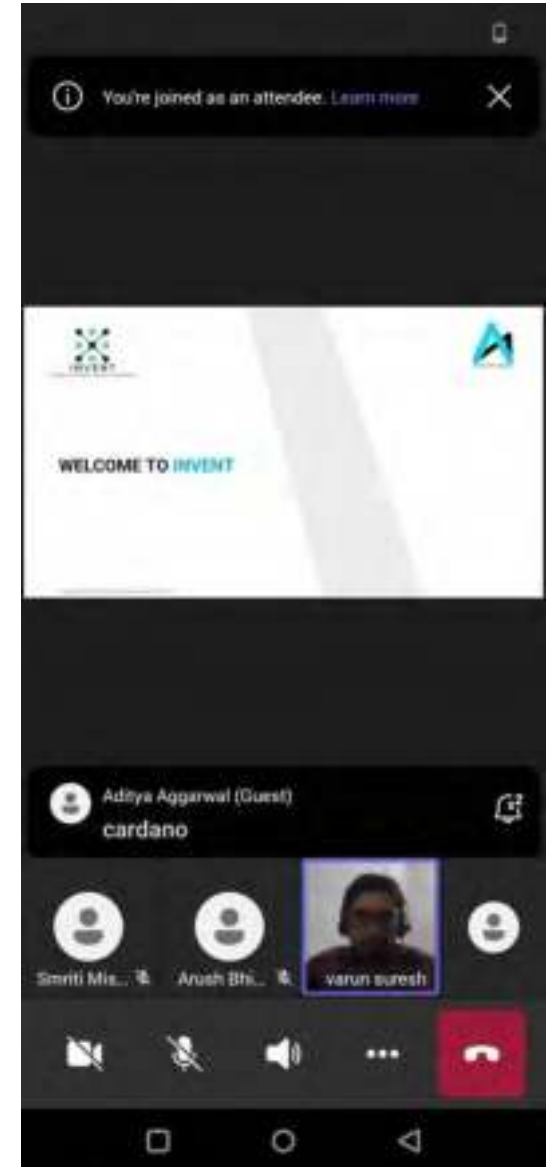 You're joined as an attendee. Learn more
INVENT
WELCOME TO INVENT
Aditya Aggarwal (Guest)
cardano
Smriti Mis...
Arush Bhi...
varun suresh